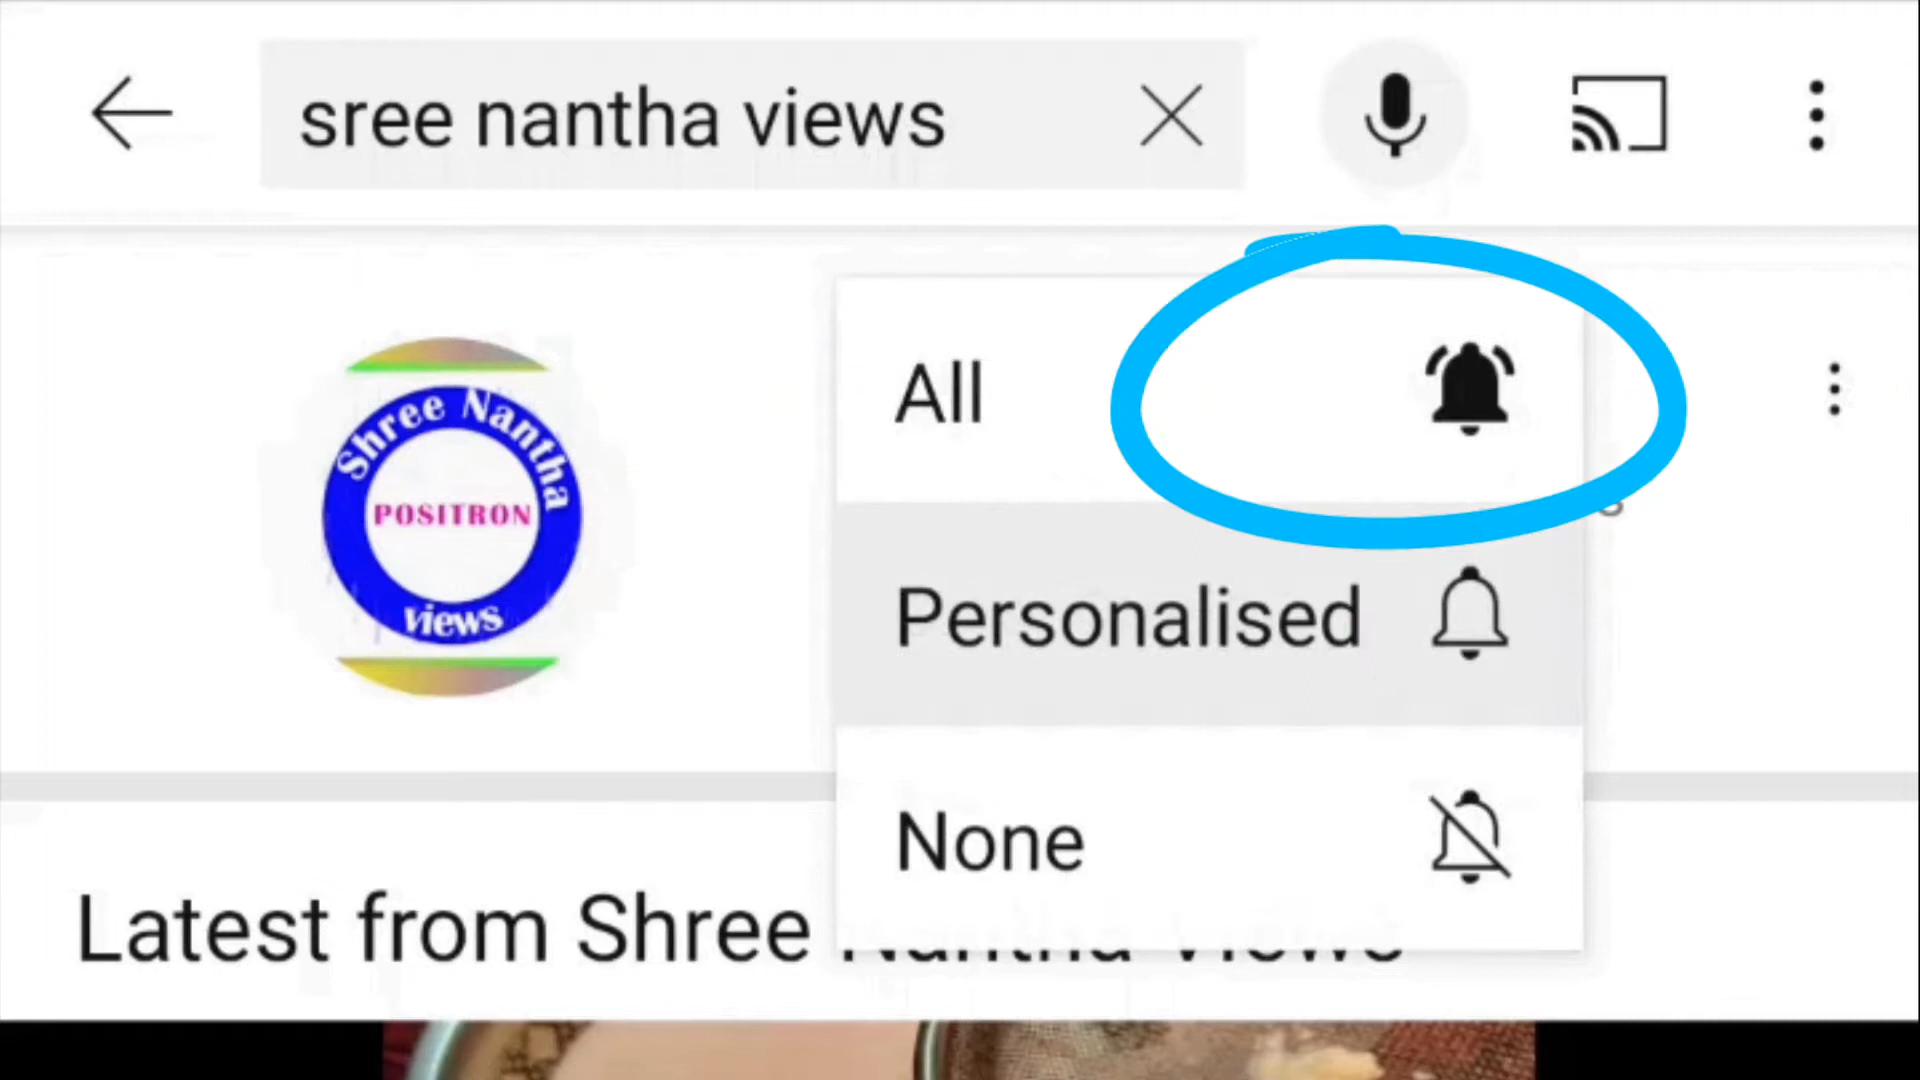 sree nantha views
Shree Nantha
POSITRON
views
All
Personalised
None
Latest from Shree